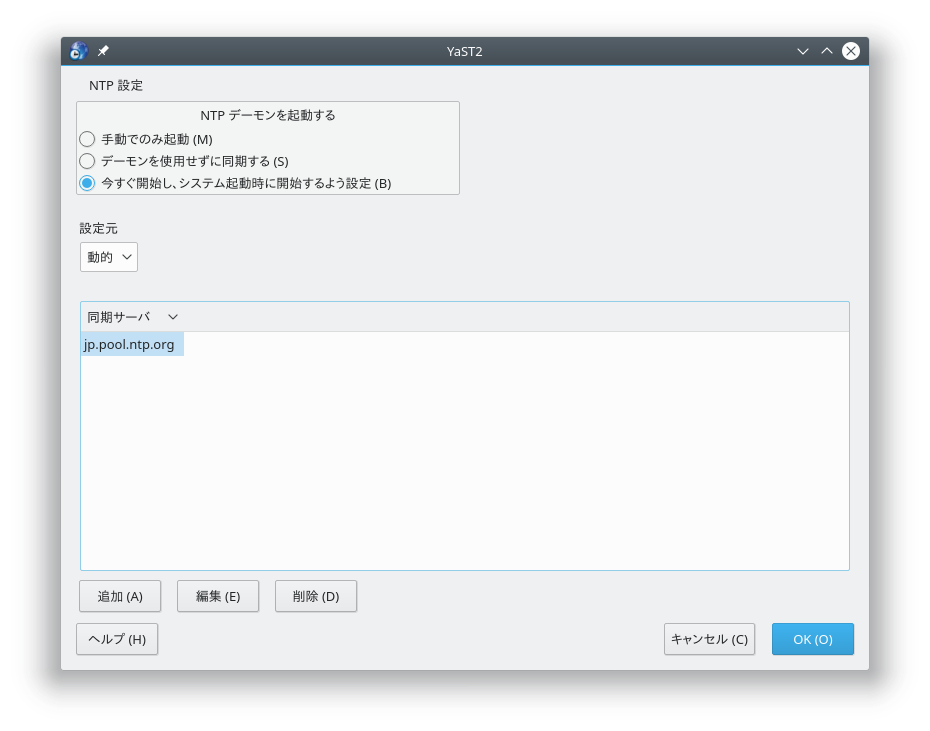 YaST2
NTP 設定
NTP デーモンを起動する
手動でのみ起動 (M)
デーモンを使用せずに同期する (S)
今すぐ開始し、システム起動時に開始するよう設定 (B)
設定元
動的
同期サーバ
jp.pool.ntp.org
追加 (A) 編集 (E) 削除 (D)
ヘルプ (H) キャンセル (C) OK (O)